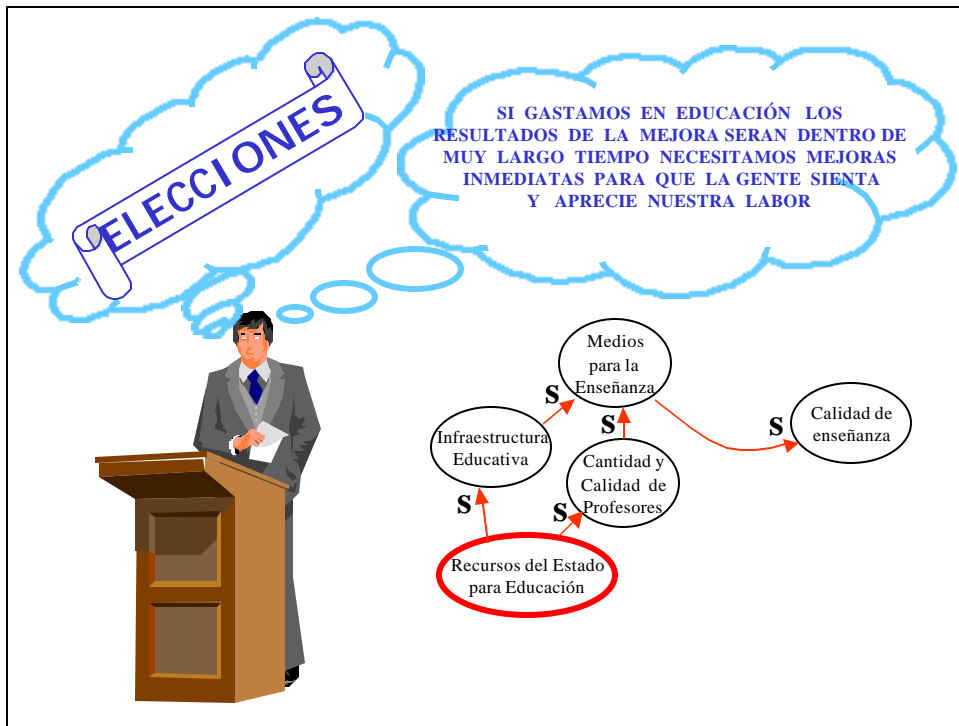 ELECCIONES
SI GASTAMOS EN EDUCACIÓN LOS
RESULTADOS DE LA MEJORA SERAN DENTRO DE
MUY LARGO TIEMPO NECESITAMOS MEJORAS
INMEDIATAS PARA QUE LA GENTE SIENTA
Y APRECIE NUESTRA LABOR
Medios
para la
Enseñanza
S
S
S
Calidad de
enseñanza
Infraestructura
Educativa
Cantidad y
Calidad de
Profesores
S
S
Recursos del Estado
para Educación